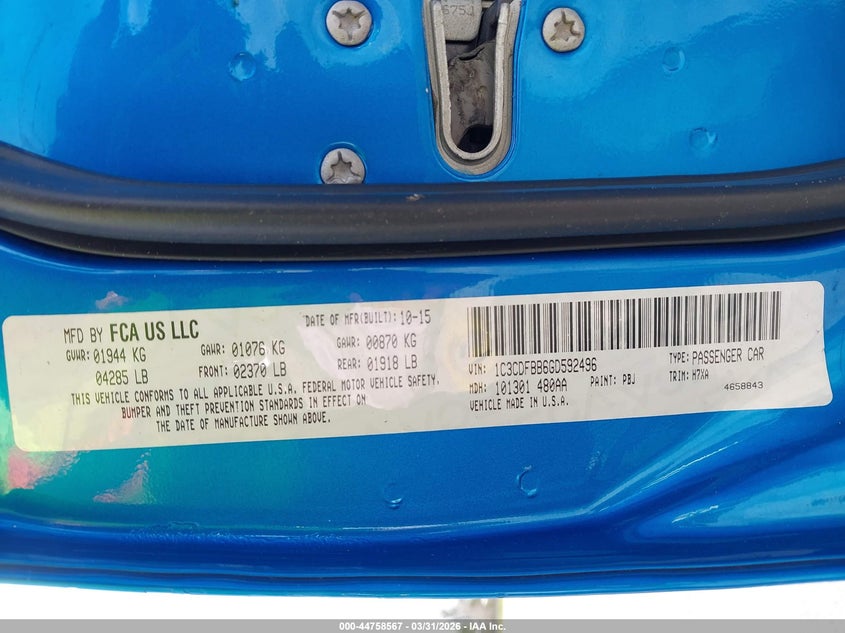 575J
MFD BY FCA US LLC
DATE OF MFR(BUILT): 10-15
GVWR: 01944 KG
GAWR: 01076 KG
GAWR: 00870 KG
04285 LB
FRONT: 02370 LB
REAR: 01918 LB
THIS VEHICLE CONFORMS TO ALL APPLICABLE U.S.A. FEDERAL MOTOR VEHICLE SAFETY,
BUMPER AND THEFT PREVENTION STANDARDS IN EFFECT ON
THE DATE OF MANUFACTURE SHOWN ABOVE.
VIN: 1C3CDFBB6GD592496
TYPE: PASSENGER CAR
MDH: 101301 480AA
PAINT: PBJ
TRIM: H7XA
VEHICLE MADE IN U.S.A.
4658843
000-44758567 — 03/31/2026 — IAA Inc.